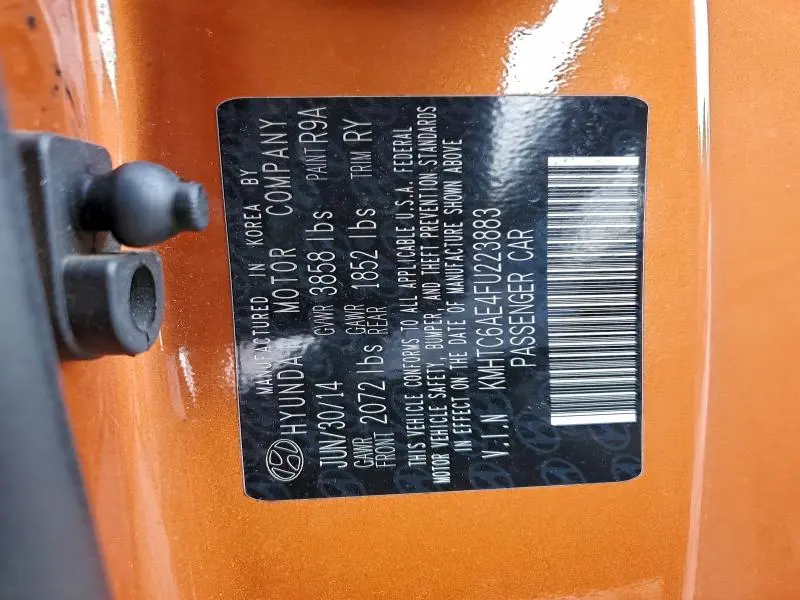 MANUFACTURED IN KOREA BY
HYUNDAI MOTOR COMPANY
JUN/30/14 GVWR 3858 lbs PAINT R9A
GAWR FRONT 2072 lbs GAWR REAR 1852 lbs TRIM RY
THIS VEHICLE CONFORMS TO ALL APPLICABLE U.S.A. FEDERAL
MOTOR VEHICLE SAFETY, BUMPER, AND THEFT PREVENTION STANDARDS
IN EFFECT ON THE DATE OF MANUFACTURE SHOWN ABOVE
V.I.N KMHTC6AE4FU223883
PASSENGER CAR